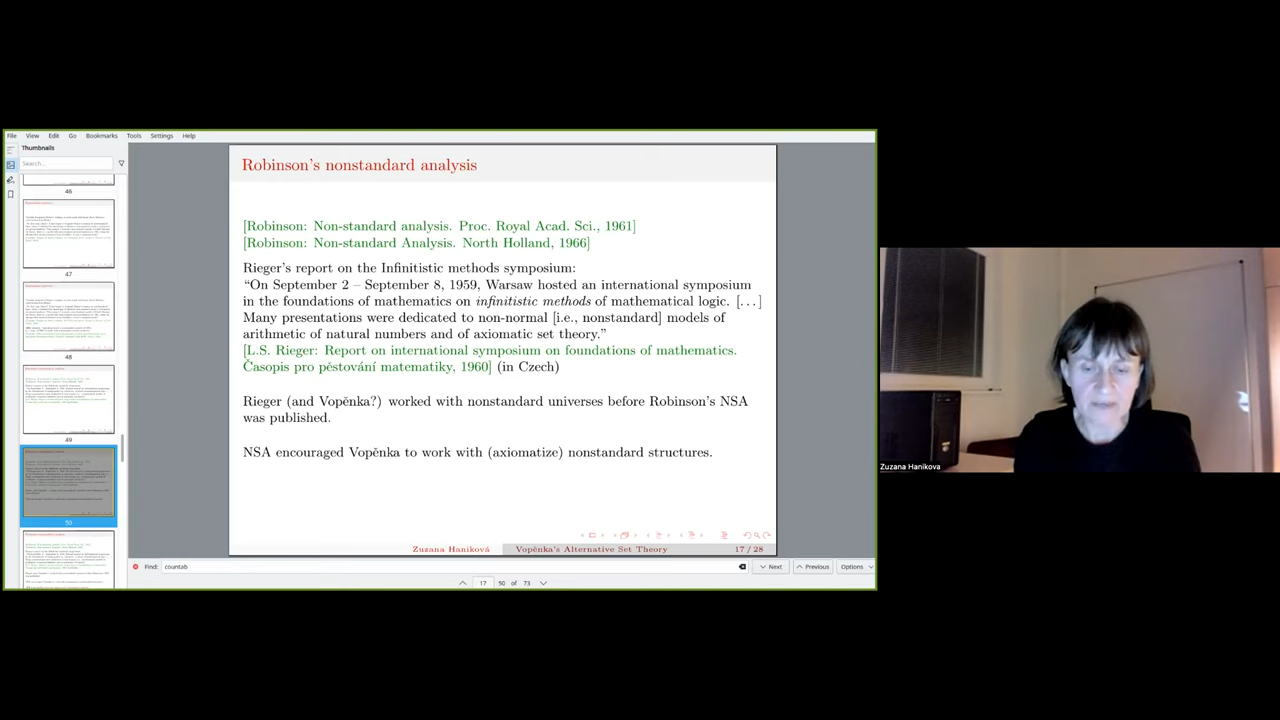 File View Edit Go Bookmarks Tools Settings Help
Thumbnails
Search...
46
47
48
49
50
Robinson's nonstandard analysis
[Robinson: Non-standard analysis. Proc. Royal Acad. Sci., 1961]
[Robinson: Non-standard Analysis. North Holland, 1966]
Rieger's report on the Infinitistic methods symposium:
"On September 2 – September 8, 1959, Warsaw hosted an international symposium
in the foundations of mathematics on infinitistic methods of mathematical logic. [...]
Many presentations were dedicated to
[i.e., nonstandard] models of
arithmetic of natural numbers and of axiomatic set theory."
[L.S. Rieger: Report on international symposium on foundations of mathematics.
Časopis pro pěstování matematiky, 1960] (in Czech)
Rieger (and Vopěnka?) worked with nonstandard universes before Robinson's NSA
was published.
NSA encouraged Vopěnka to work with (axiomatize) nonstandard structures.
Zuzana Haniková Vopěnka's Alternative Set Theory 17 / 28
Find: countab Next Previous Options
17 50 of 73
Zuzana Hanikova